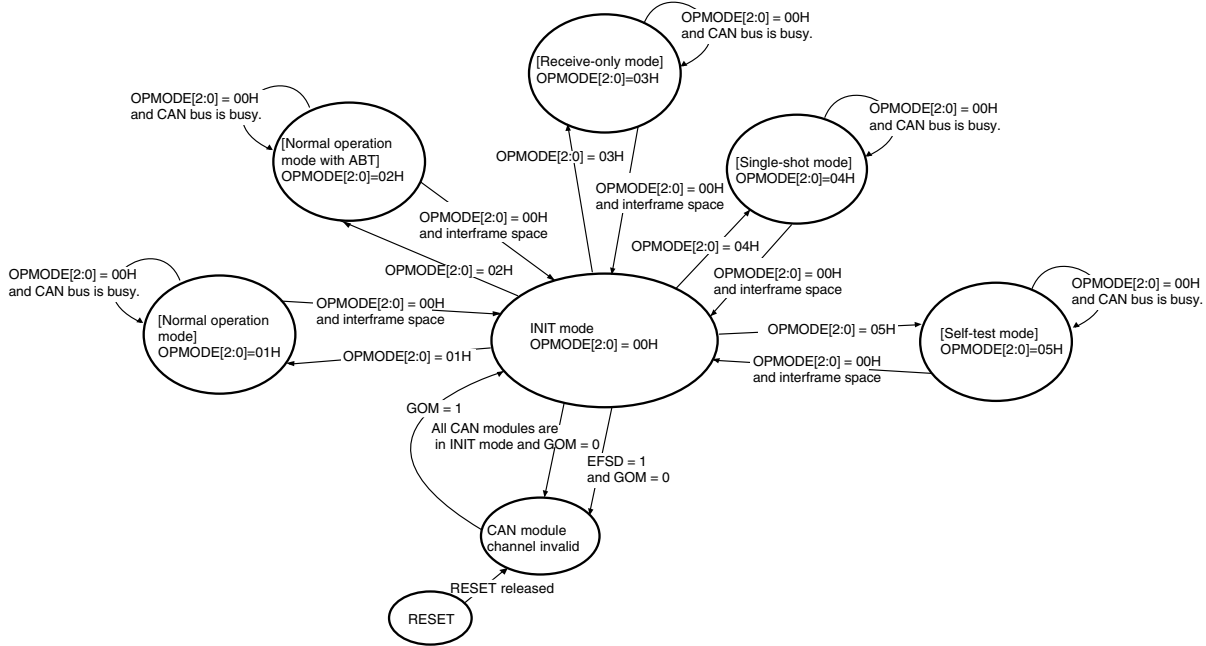 OPMODE[2:0] = 00H
and CAN bus is busy.
[Receive-only mode]
OPMODE[2:0]=03H
OPMODE[2:0] = 00H
and CAN bus is busy.
[Normal operation
mode with ABT]
OPMODE[2:0]=02H
OPMODE[2:0] = 00H
and CAN bus is busy.
[Single-shot mode]
OPMODE[2:0]=04H
OPMODE[2:0] = 03H
OPMODE[2:0] = 00H
and interframe space
OPMODE[2:0] = 00H
and interframe space
OPMODE[2:0] = 04H
OPMODE[2:0] = 02H
OPMODE[2:0] = 00H
and interframe space
OPMODE[2:0] = 00H
and CAN bus is busy.
[Normal operation
mode]
OPMODE[2:0]=01H
OPMODE[2:0] = 00H
and interframe space
OPMODE[2:0] = 01H
INIT mode
OPMODE[2:0] = 00H
OPMODE[2:0] = 05H
OPMODE[2:0] = 00H
and interframe space
OPMODE[2:0] = 00H
and CAN bus is busy.
[Self-test mode]
OPMODE[2:0]=05H
GOM = 1
All CAN modules are
in INIT mode and GOM = 0
EFSD = 1
and GOM = 0
CAN module
channel invalid
RESET released
RESET